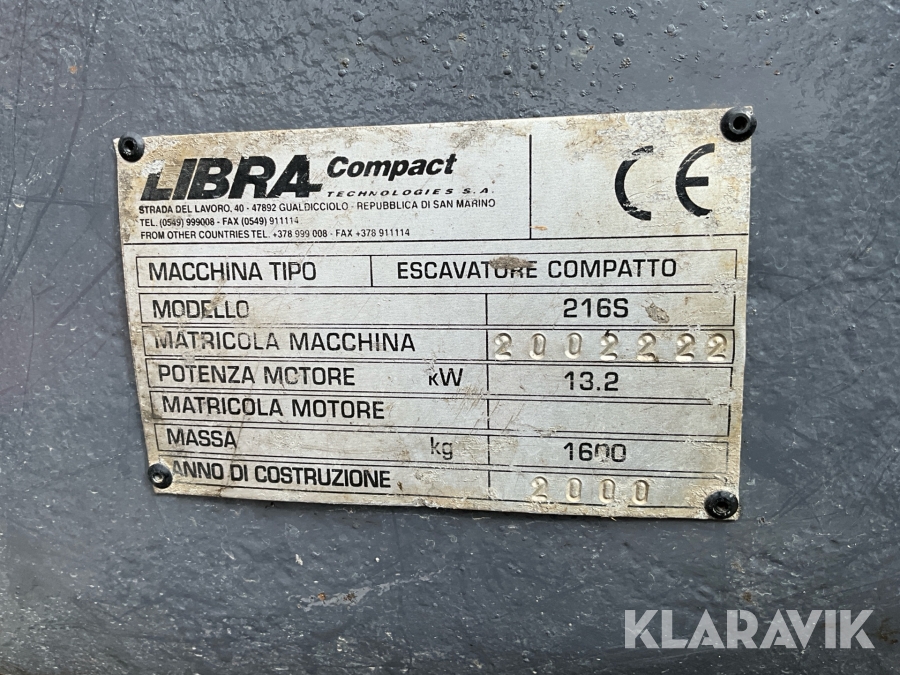 LIBRA Compact
TECHNOLOGIES S.A.
STRADA DEL LAVORO, 40 - 47892 GUALDICCIOLO - REPUBBLICA DI SAN MARINO
TEL. (0549) 999008 - FAX (0549) 911114
FROM OTHER COUNTRIES TEL. +378 999 008 - FAX +378 911114
CE
MACCHINA TIPO ESCAVATORE COMPATTO
MODELLO 216S
MATRICOLA MACCHINA 2002222
POTENZA MOTORE kW 13.2
MATRICOLA MOTORE
MASSA kg 1600
ANNO DI COSTRUZIONE 2000
KLARAVIK